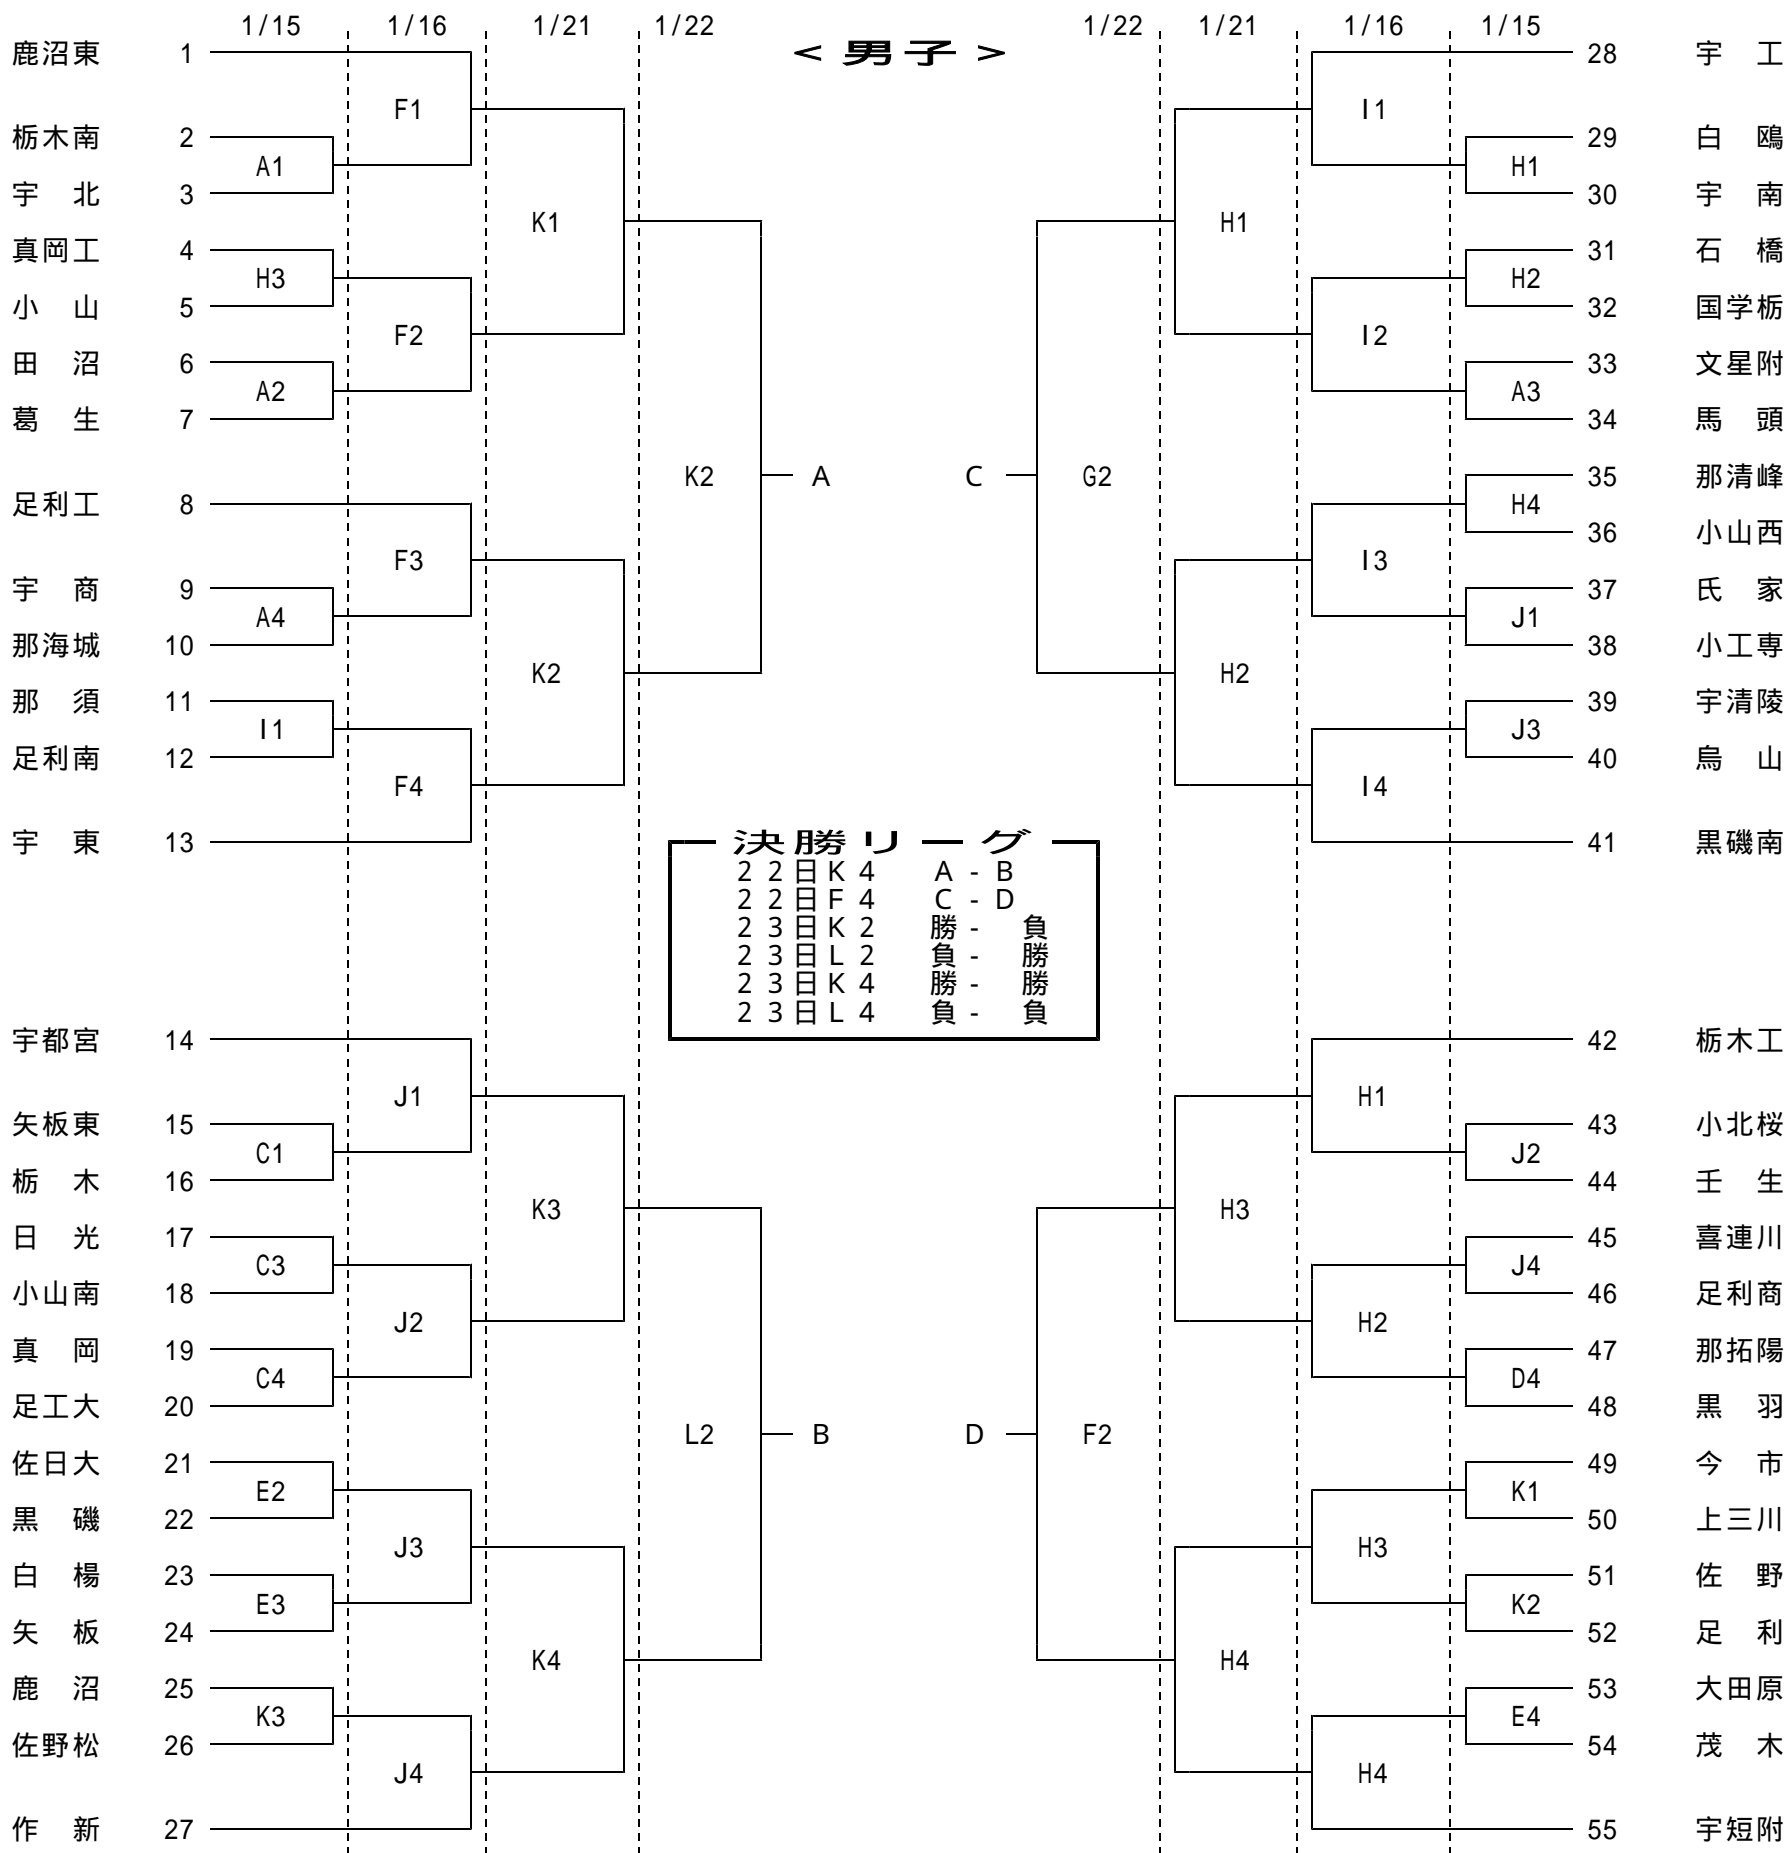 1/15 1/16 1/21 1/22 1/22 1/21 1/16 1/15
＜男子＞
鹿沼東 1
F1
栃木南 2
A1
宇 北 3
K1
真岡工 4
H3
小 山 5
F2
田 沼 6
A2
葛 生 7
K2 A
足利工 8
F3
宇 商 9
A4
那海城 10
K2
那 須 11
I1
足利南 12
F4
宇 東 13
28 宇 工
I1
29 白 鴎
H1
30 宇 南
H1
31 石 橋
H2
32 国学栃
I2
33 文星附
A3
34 馬 頭
C G2
35 那清峰
H4
36 小山西
I3
37 氏 家
J1
38 小工専
H2
39 宇清陵
J3
40 烏 山
I4
41 黒磯南
決勝リーグ
22日K4 A-B
22日F4 C-D
23日K2 勝- 負
23日L2 負- 勝
23日K4 勝- 勝
23日L4 負- 負
宇都宮 14
J1
矢板東 15
C1
栃 木 16
K3
日 光 17
C3
小山南 18
J2
真 岡 19
C4
足工大 20
L2 B
佐日大 21
E2
黒 磯 22
J3
白 楊 23
E3
矢 板 24
K4
鹿 沼 25
K3
佐野松 26
J4
作 新 27
42 栃木工
H1
43 小北桜
J2
44 壬 生
H3
45 喜連川
J4
46 足利商
H2
47 那拓陽
D4
48 黒 羽
D F2
49 今 市
K1
50 上三川
H3
51 佐 野
K2
52 足 利
H4
53 大田原
E4
54 茂 木
H4
55 宇短附